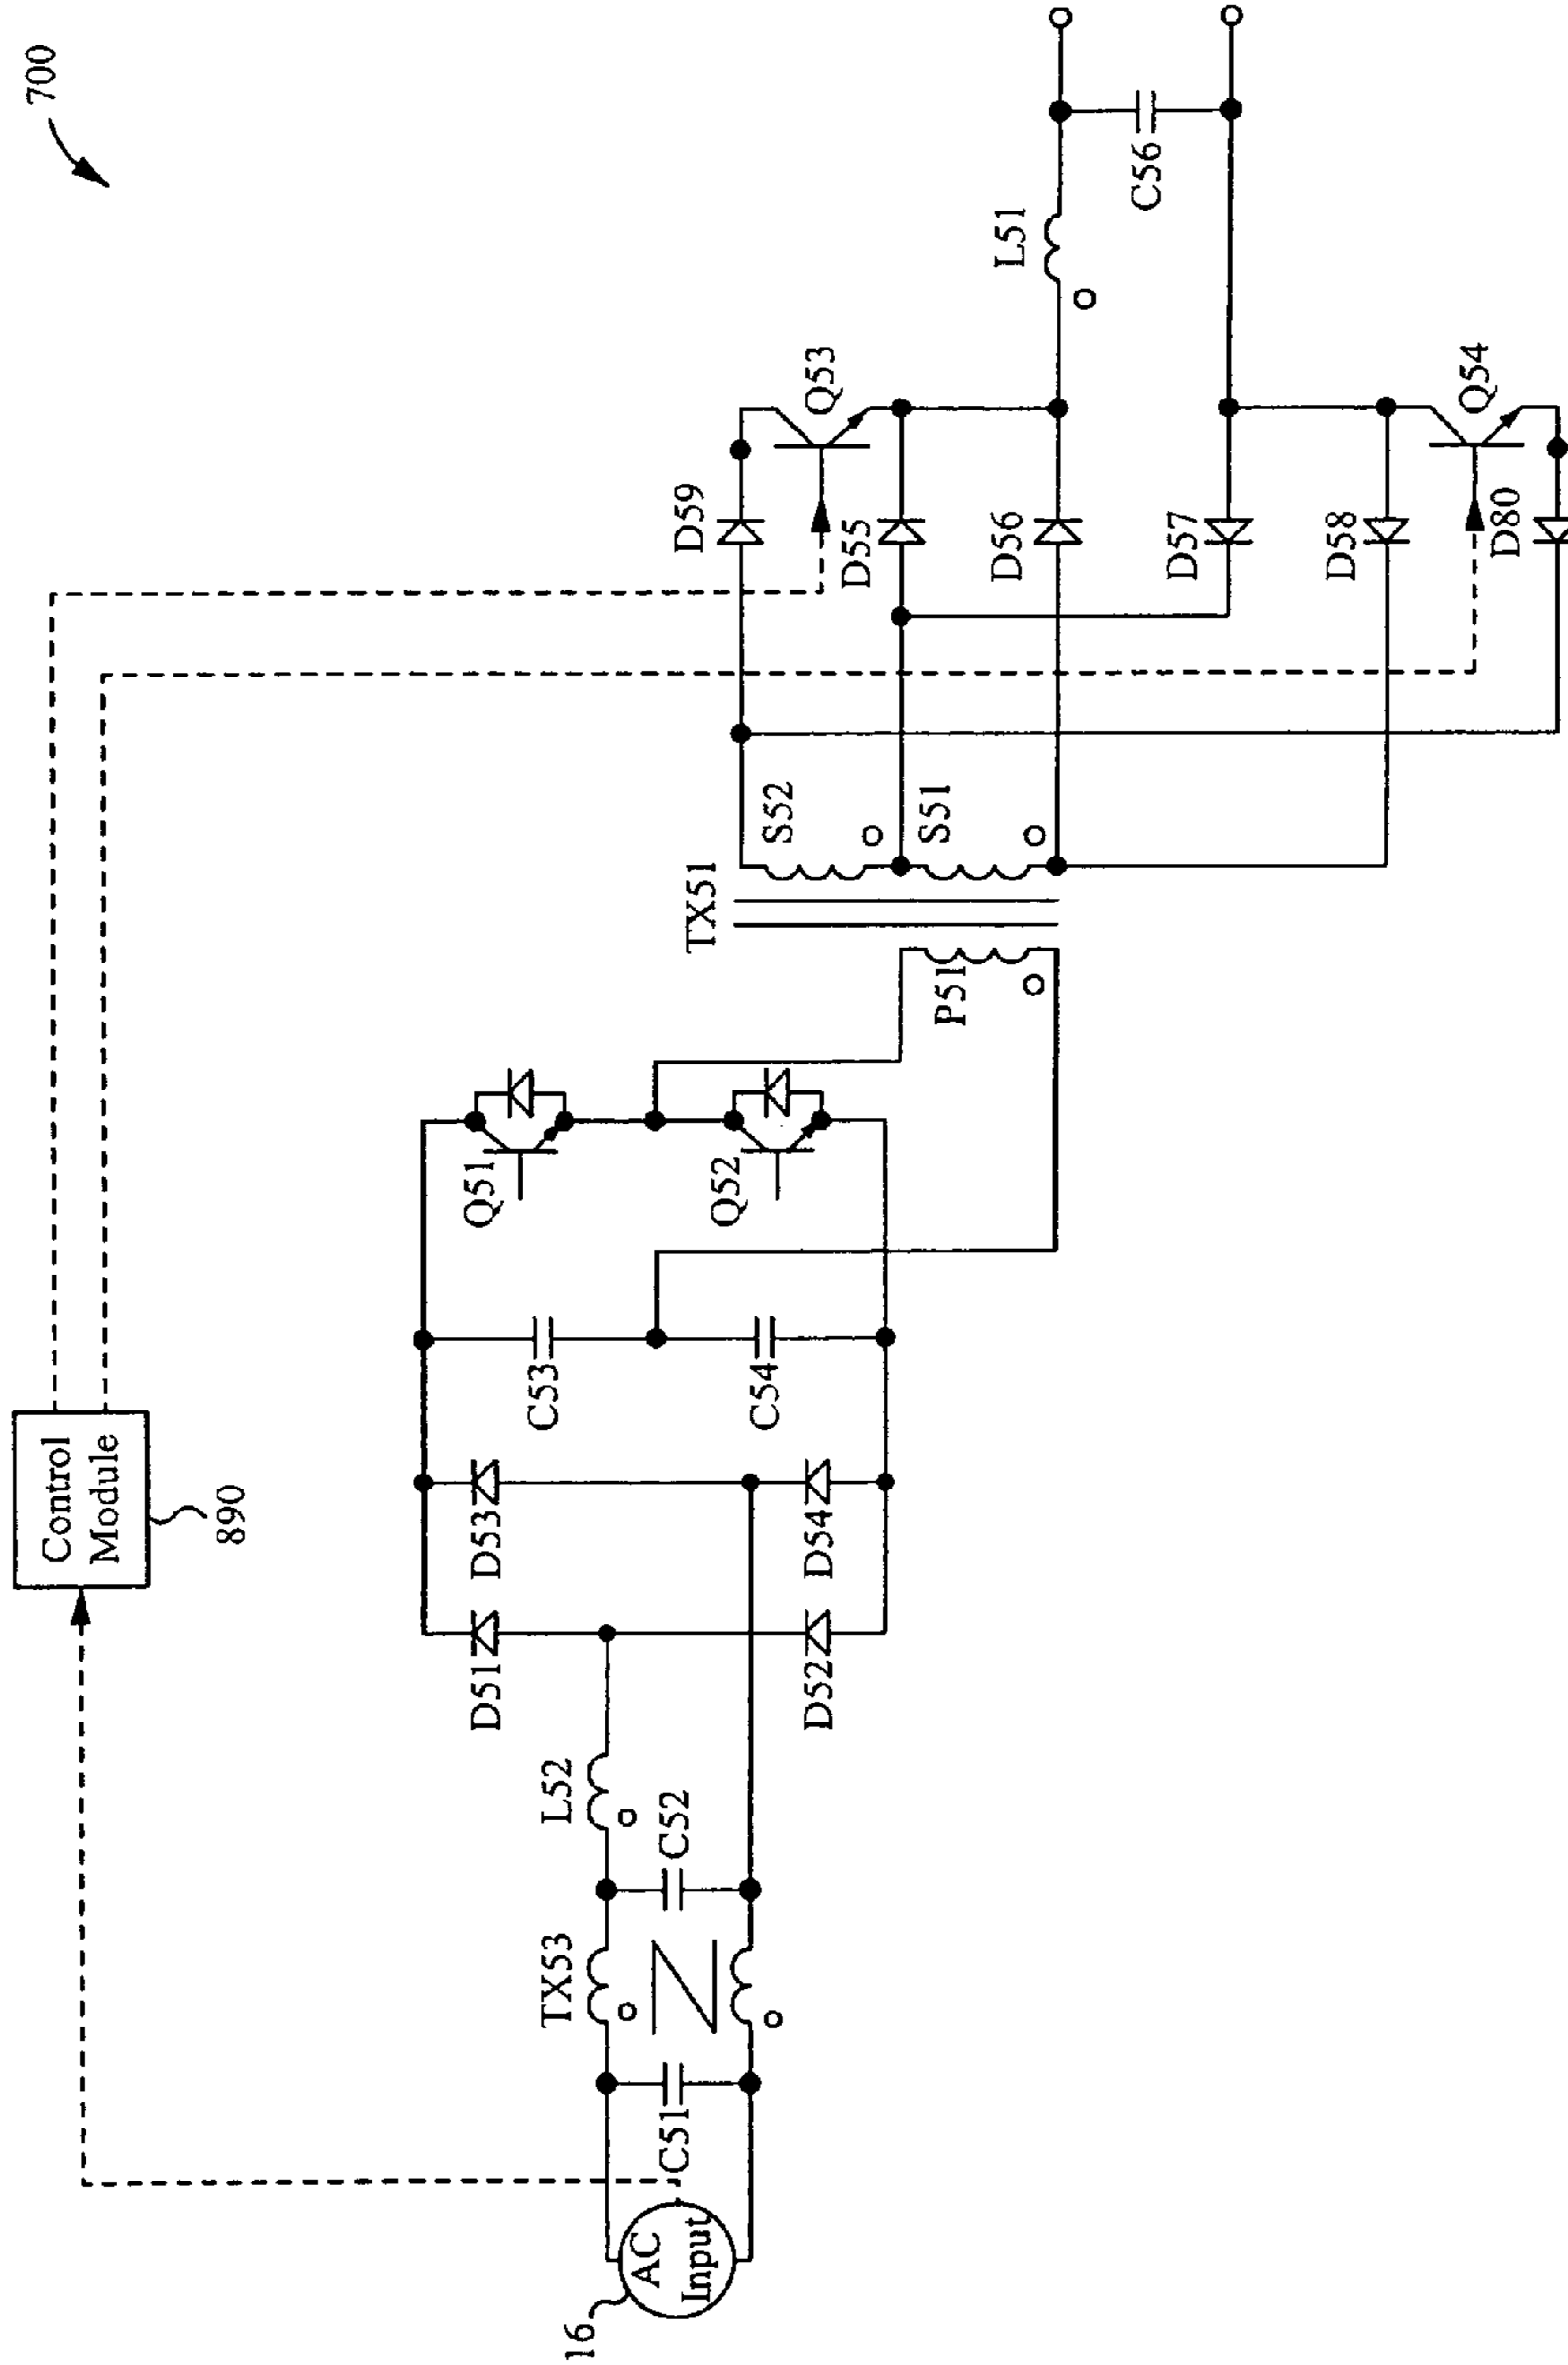 700
Control
Module
890
D59
Q53
D55
D56
L51
C56
D57
D58
Q54
D80
TX51
S52
S51
P51
Q51
Q52
C53
C54
D53
D54
D51
D52
L52
C52
TX53
C51
AC
Input
16